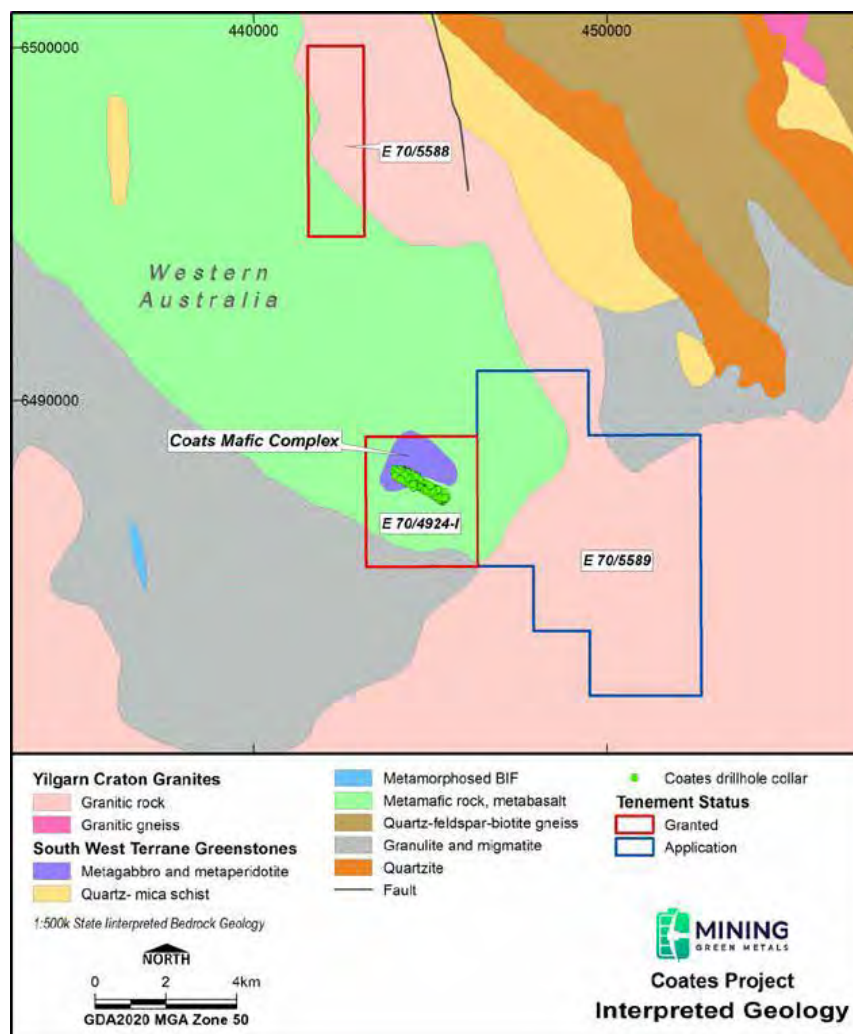 440000 450000
6500000
E 70/5588
Western
Australia
6490000
Coats Mafic Complex
E 70/4924-I
E 70/5589
Yilgarn Craton Granites
Granitic rock
Granitic gneiss
South West Terrane Greenstones
Metagabbro and metaperidotite
Quartz- mica schist
1:500k State Iinterpreted Bedrock Geology
NORTH
0 2 4km
GDA2020 MGA Zone 50
Metamorphosed BIF
Metamafic rock, metabasalt
Quartz-feldspar-biotite gneiss
Granulite and migmatite
Quartzite
Fault
Coates drillhole collar
Tenement Status
Granted
Application
MINING
GREEN METALS
Coates Project
Interpreted Geology